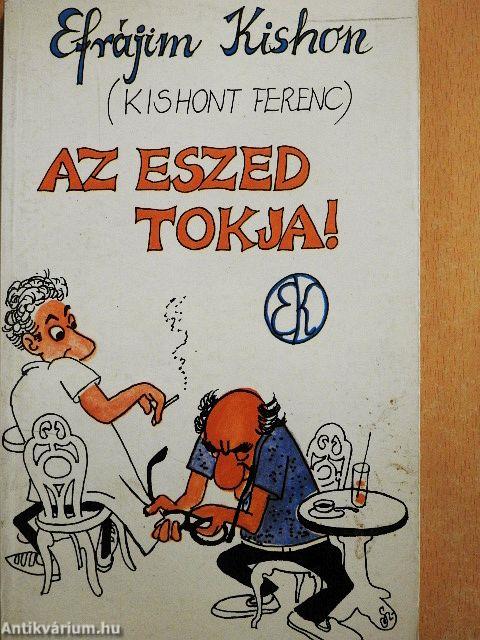 Efrájim Kishon
(KISHONT FERENC)
AZ ESZED
TOKJA!
EK
Antikvárium.hu